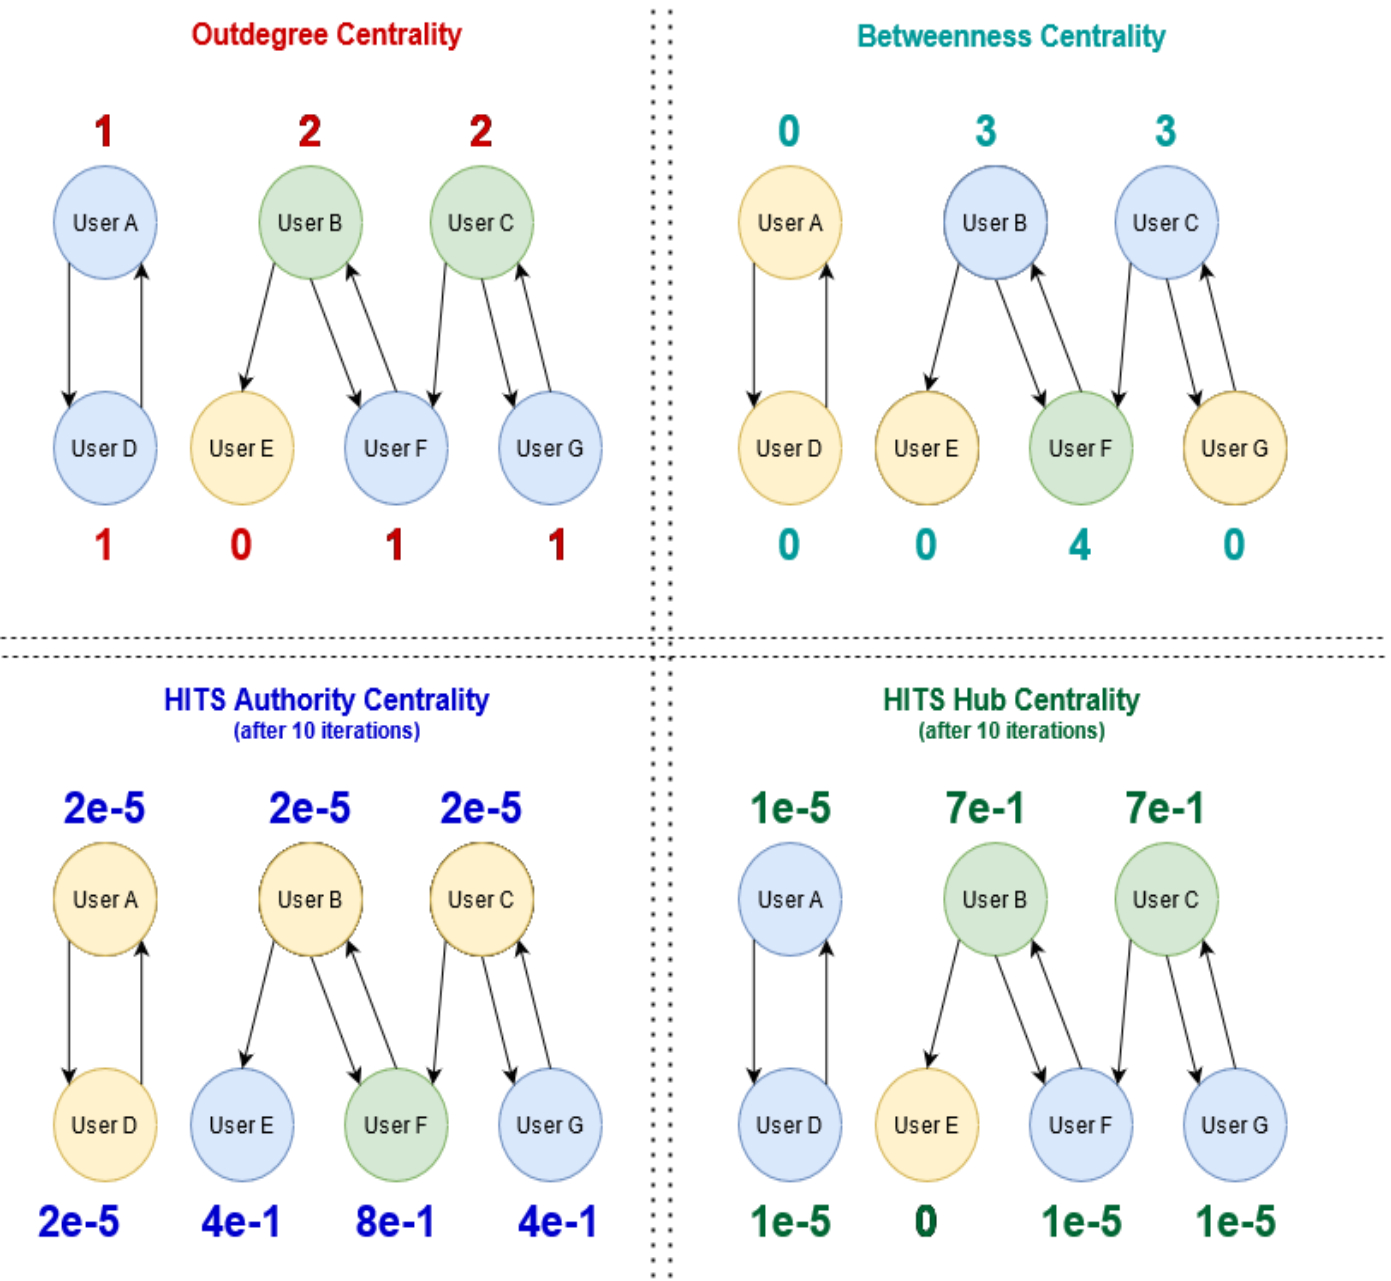 Outdegree Centrality
1 2 2
User A User B User C
User D User E User F User G
1 0 1 1
Betweenness Centrality
0 3 3
User A User B User C
User D User E User F User G
0 0 4 0
HITS Authority Centrality
(after 10 iterations)
2e-5 2e-5 2e-5
User A User B User C
User D User E User F User G
2e-5 4e-1 8e-1 4e-1
HITS Hub Centrality
(after 10 iterations)
1e-5 7e-1 7e-1
User A User B User C
User D User E User F User G
1e-5 0 1e-5 1e-5